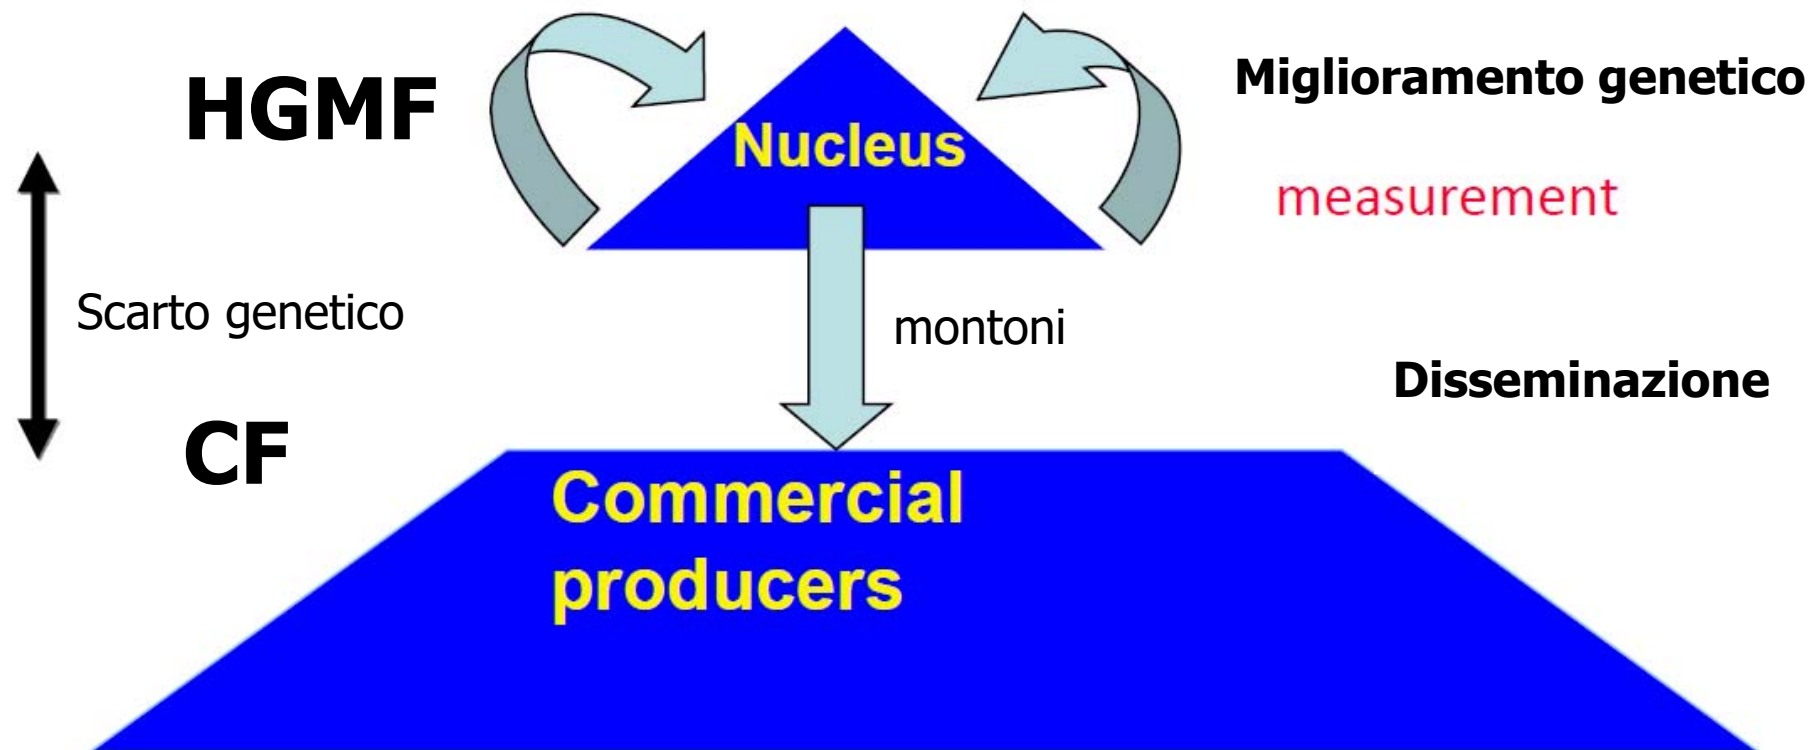 HGMF
Nucleus
Miglioramento genetico
measurement
Scarto genetico
montoni
Disseminazione
CF
Commercial
producers